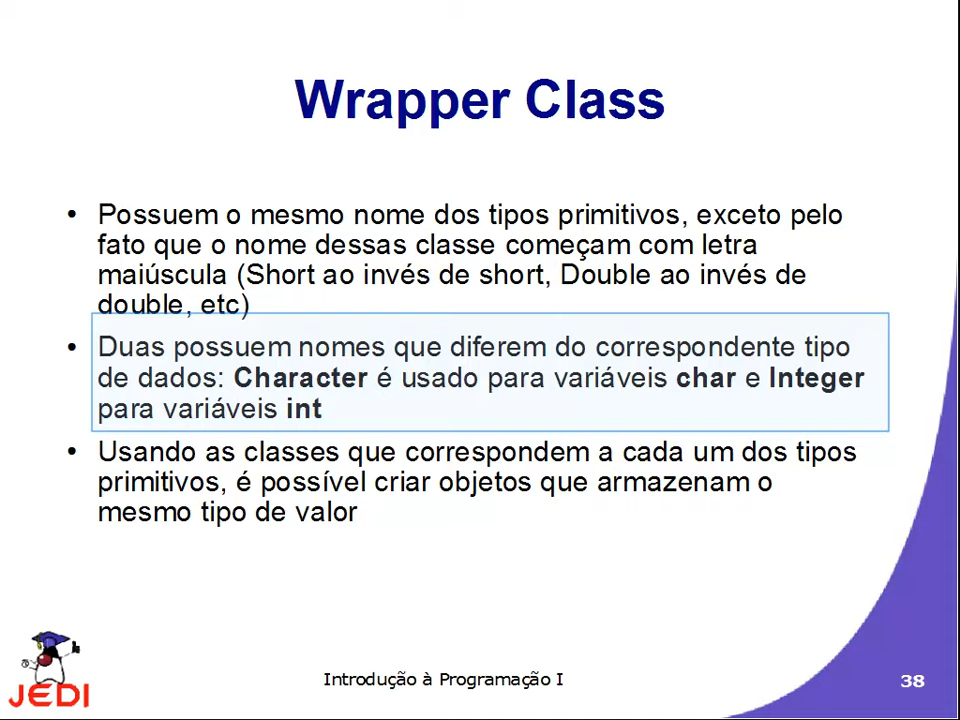 Wrapper Class
• Possuem o mesmo nome dos tipos primitivos, exceto pelo
fato que o nome dessas classe começam com letra
maiúscula (Short ao invés de short, Double ao invés de
double, etc)
• Duas possuem nomes que diferem do correspondente tipo
de dados: Character é usado para variáveis char e Integer
para variáveis int
• Usando as classes que correspondem a cada um dos tipos
primitivos, é possível criar objetos que armazenam o
mesmo tipo de valor
JEDI
Introdução à Programação I
38